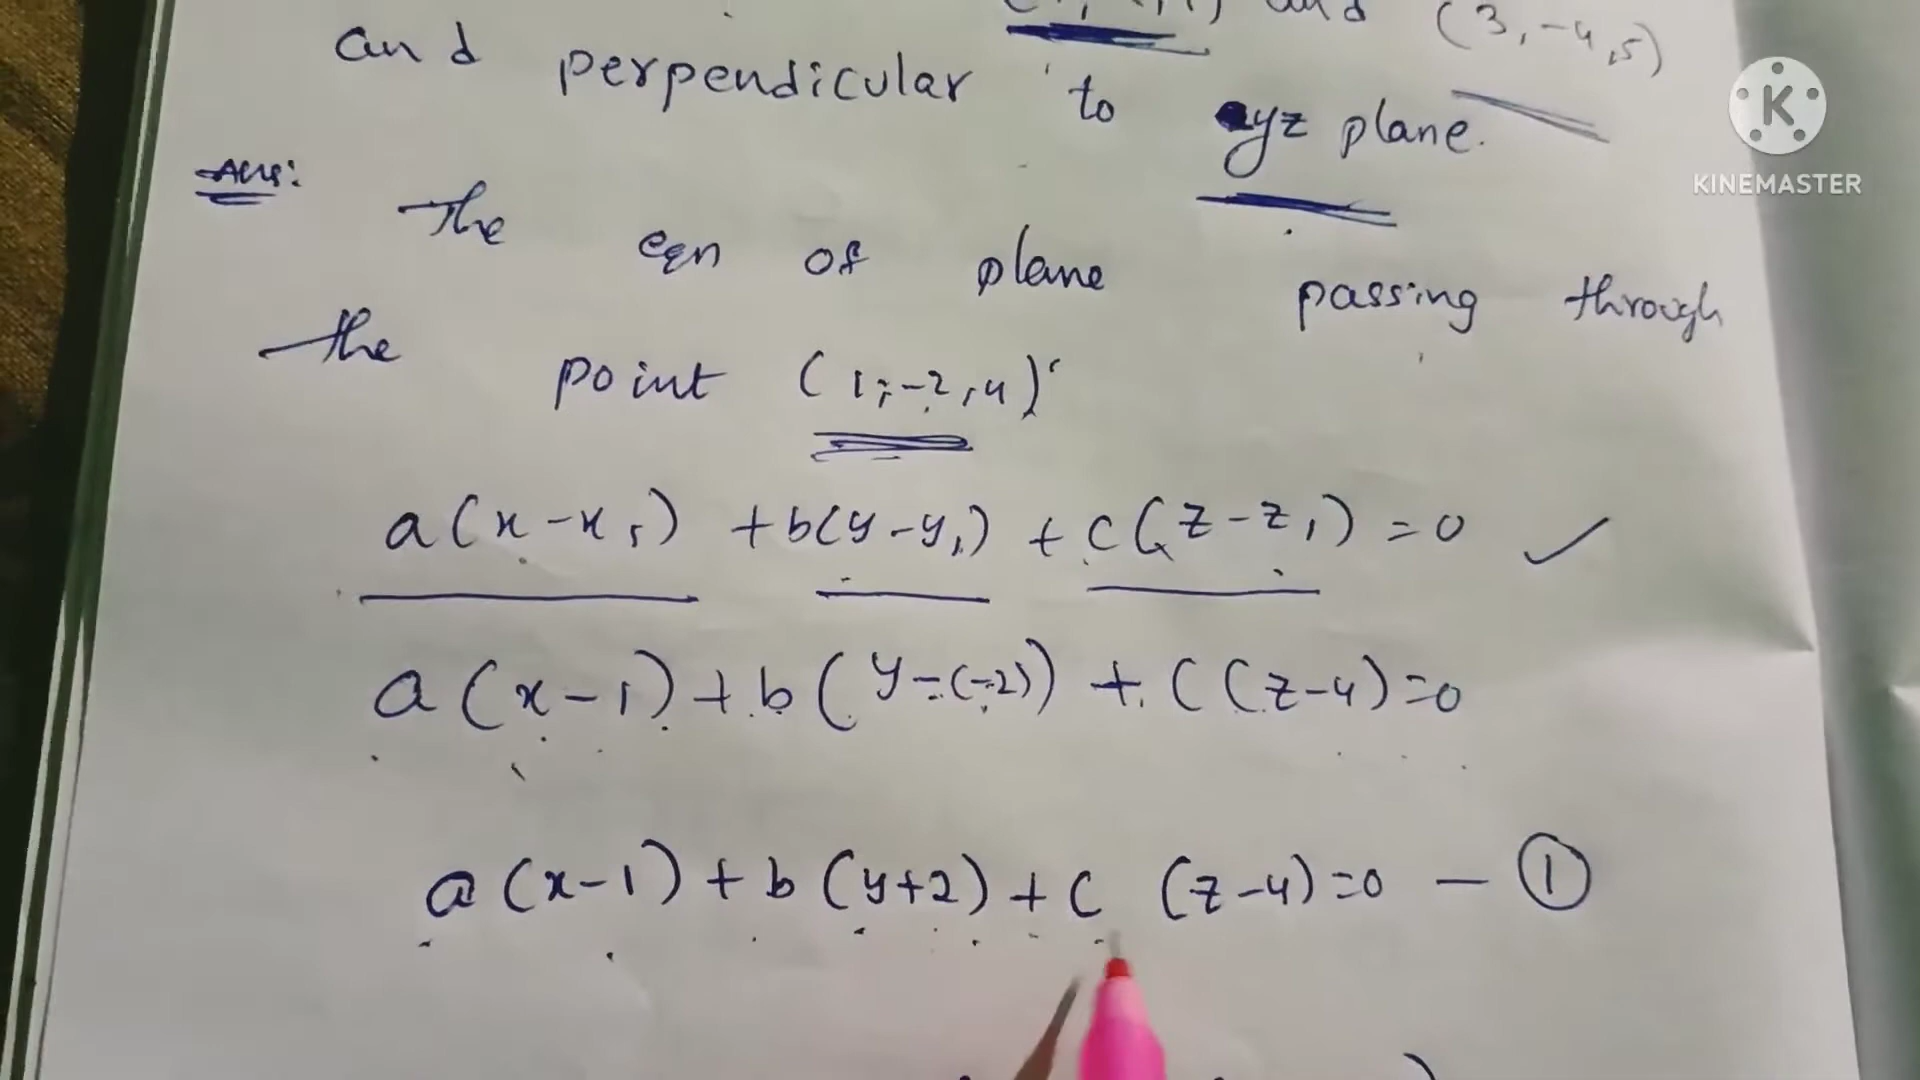 and (3,-4,5)
and perpendicular to yz plane.
Ans:
The eqn of plane passing through
the point (1,-2,4)
a(x-x₁) +b(y-y₁) +c(z-z₁)=0 ✓
a(x-1)+b(y-(-2)) + c(z-4)=0
a(x-1)+b(y+2)+c (z-4)=0 — ①
KINEMASTER